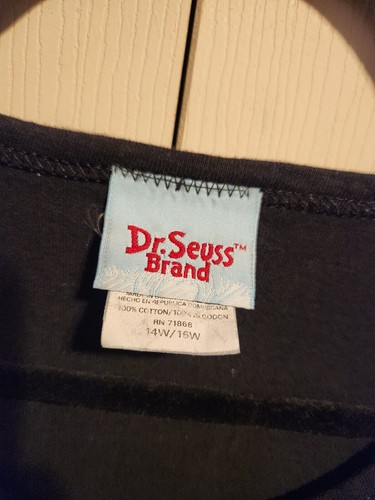 Dr. Seuss™
Brand
HECHO EN REPUBLICA DOMINICANA
100% COTTON/100% ALGODON
RN 71868
14W/16W